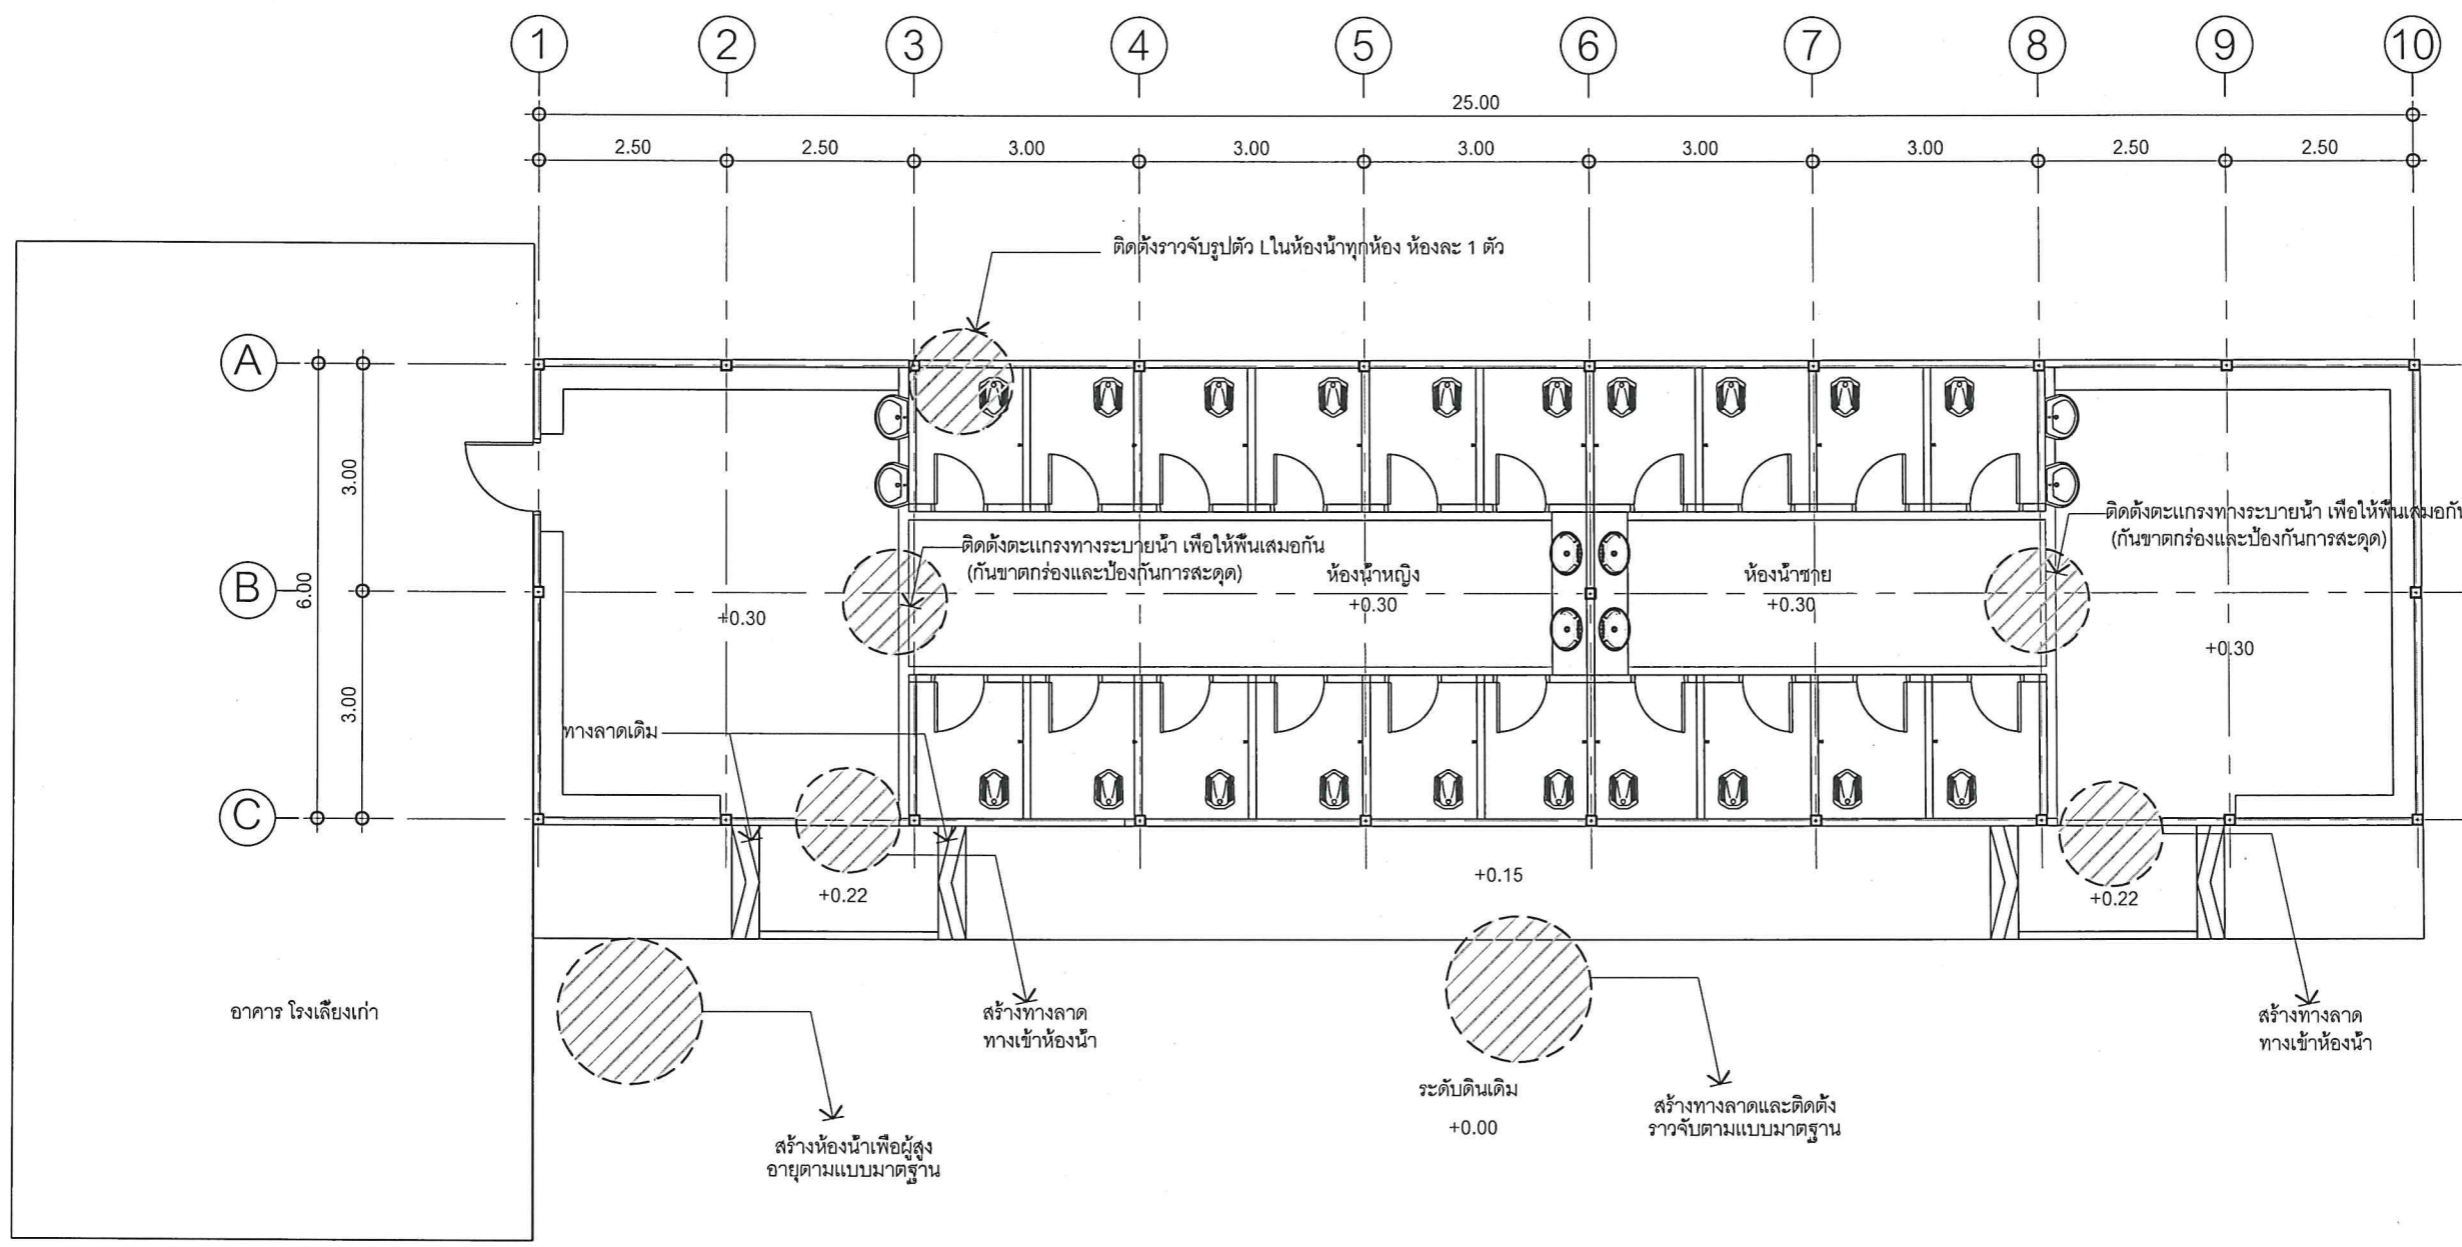 1 2 3 4 5 6 7 8 9 10
25.00
2.50 2.50 3.00 3.00 3.00 3.00 3.00 2.50 2.50
ติดตั้งราวจับรูปตัว Lในห้องน้ำทุกห้อง ห้องละ 1 ตัว
A
3.00
ติดตั้งตะแกรงทางระบายน้ำ เพื่อให้พื้นเสมอกัน
(กันขาตกร่องและป้องกันการสะดุด)
ติดตั้งตะแกรงทางระบายน้ำ เพื่อให้พื้นเสมอกัน
(กันขาตกร่องและป้องกันการสะดุด)
ห้องน้ำหญิง
+0.30
ห้องน้ำชาย
+0.30
B
6.00
+0.30
+0.30
3.00
ทางลาดเดิม
C
+0.22
+0.15
+0.22
อาคาร โรงเลี้ยงเก่า
สร้างทางลาด
ทางเข้าห้องน้ำ
สร้างทางลาด
ทางเข้าห้องน้ำ
ระดับดินเดิม
+0.00
สร้างทางลาดและติดตั้ง
ราวจับตามแบบมาตฐาน
สร้างห้องน้ำเพื่อผู้สูง
อายุตามแบบมาตฐาน